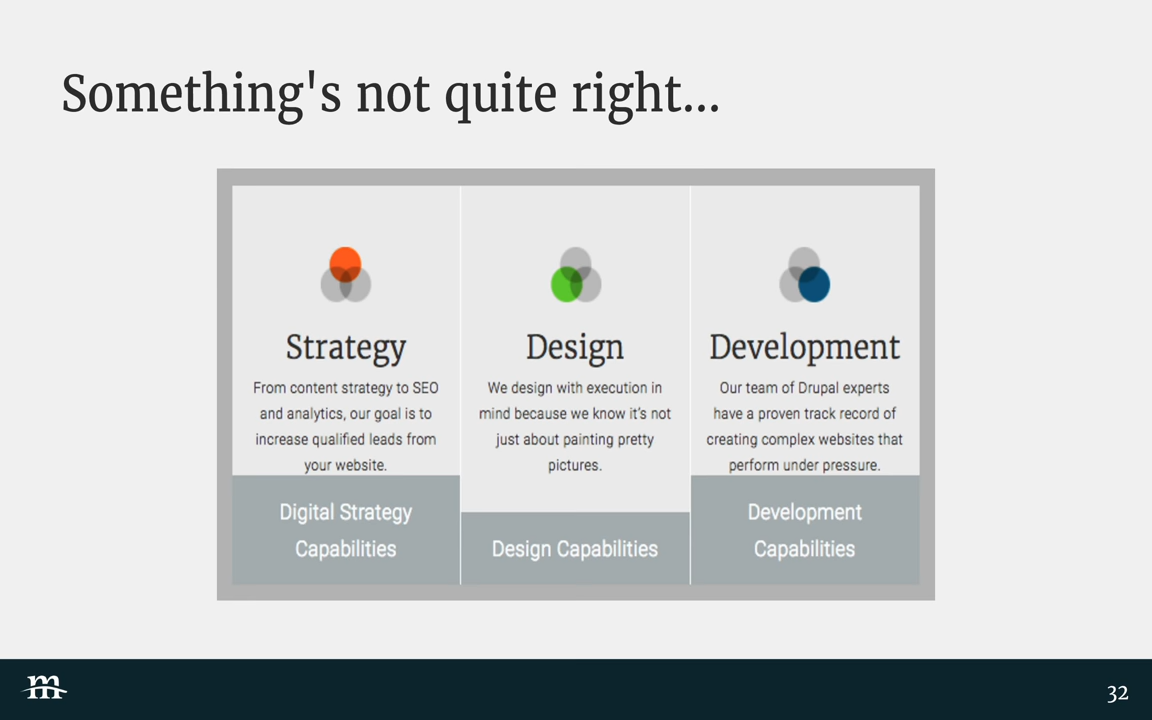 Something's not quite right...
Strategy
From content strategy to SEO
and analytics, our goal is to
increase qualified leads from
your website.
Digital Strategy
Capabilities
Design
We design with execution in
mind because we know it's not
just about painting pretty
pictures.
Design Capabilities
Development
Our team of Drupal experts
have a proven track record of
creating complex websites that
perform under pressure.
Development
Capabilities
m
32